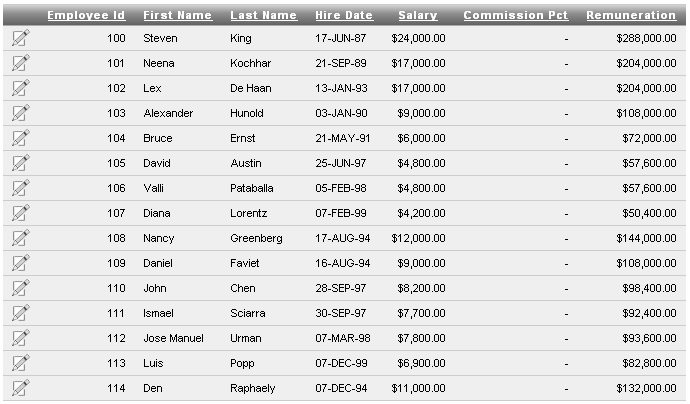 Employee Id First Name Last Name Hire Date Salary Commission Pct Remuneration
100 Steven King 17-JUN-87 $24,000.00 - $288,000.00
101 Neena Kochhar 21-SEP-89 $17,000.00 - $204,000.00
102 Lex De Haan 13-JAN-93 $17,000.00 - $204,000.00
103 Alexander Hunold 03-JAN-90 $9,000.00 - $108,000.00
104 Bruce Ernst 21-MAY-91 $6,000.00 - $72,000.00
105 David Austin 25-JUN-97 $4,800.00 - $57,600.00
106 Valli Pataballa 05-FEB-98 $4,800.00 - $57,600.00
107 Diana Lorentz 07-FEB-99 $4,200.00 - $50,400.00
108 Nancy Greenberg 17-AUG-94 $12,000.00 - $144,000.00
109 Daniel Faviet 16-AUG-94 $9,000.00 - $108,000.00
110 John Chen 28-SEP-97 $8,200.00 - $98,400.00
111 Ismael Sciarra 30-SEP-97 $7,700.00 - $92,400.00
112 Jose Manuel Urman 07-MAR-98 $7,800.00 - $93,600.00
113 Luis Popp 07-DEC-99 $6,900.00 - $82,800.00
114 Den Raphaely 07-DEC-94 $11,000.00 - $132,000.00